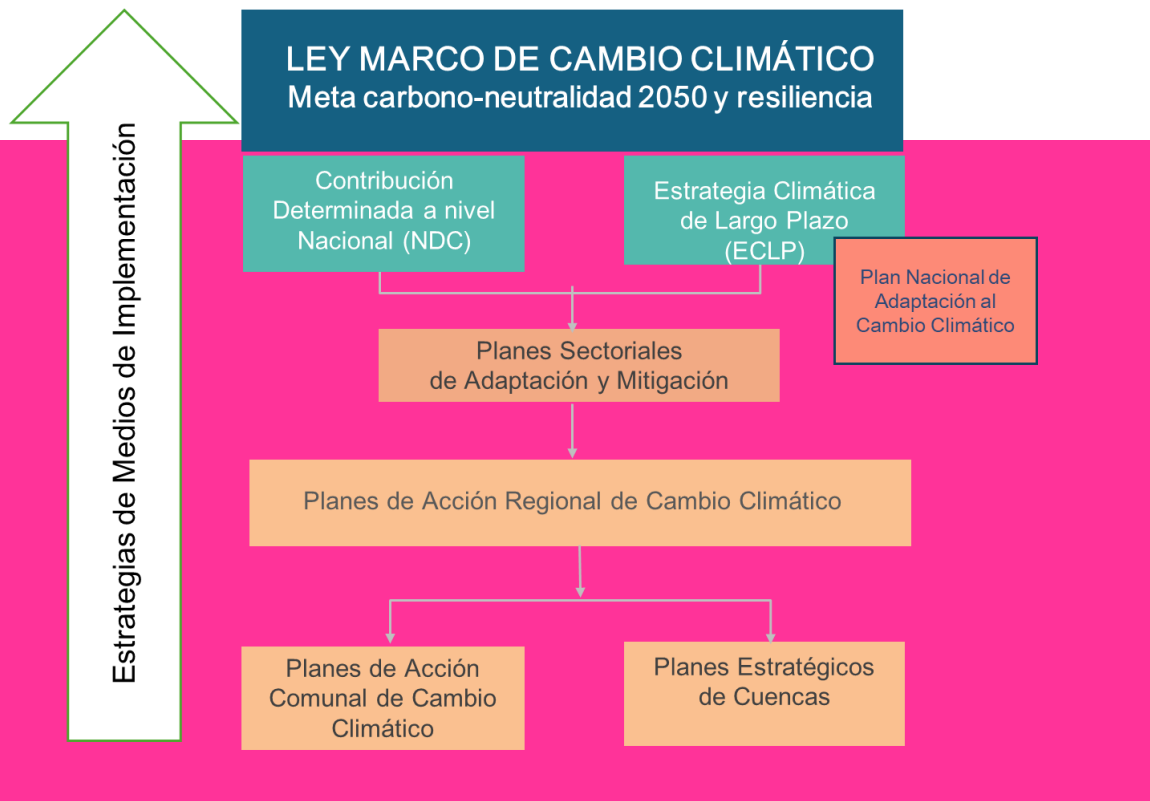 LEY MARCO DE CAMBIO CLIMÁTICO
Meta carbono-neutralidad 2050 y resiliencia
Estrategias de Medios de Implementación
Contribución
Determinada a nivel
Nacional (NDC)
Estrategia Climática
de Largo Plazo
(ECLP)
Plan Nacional de
Adaptación al
Cambio Climático
Planes Sectoriales
de Adaptación y Mitigación
Planes de Acción Regional de Cambio Climático
Planes de Acción
Comunal de Cambio
Climático
Planes Estratégicos
de Cuencas